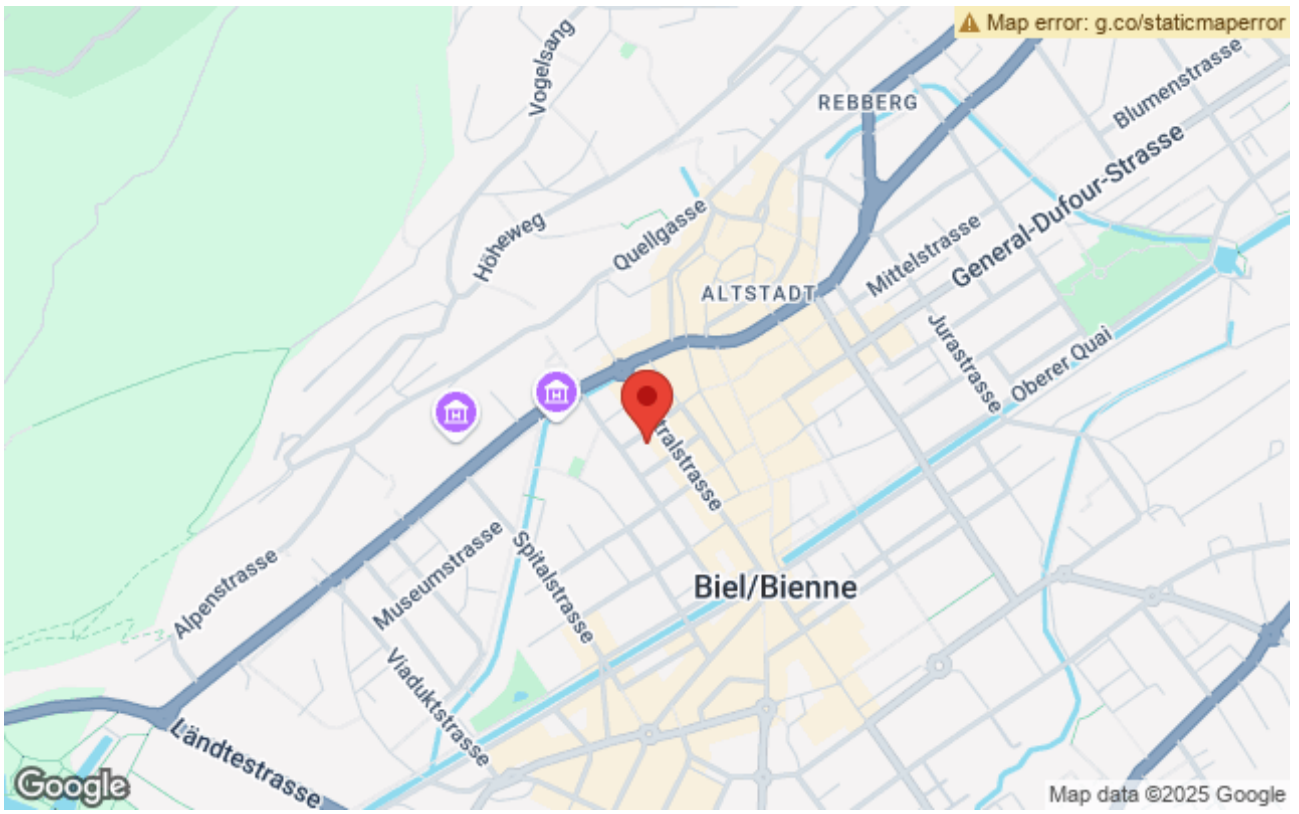 Map error: g.co/staticmaperror
Vogelsang
Blumenstrasse
REBBERG
General-Dufour-Strasse
Höheweg
Quellgasse
Mittelstrasse
ALTSTADT
Jurastrasse
Oberer Quai
tralstrasse
Spitalstrasse
Museumstrasse
Alpenstrasse
Biel/Bienne
Viaduktstrasse
Ländtestrasse
Google
Map data ©2025 Google